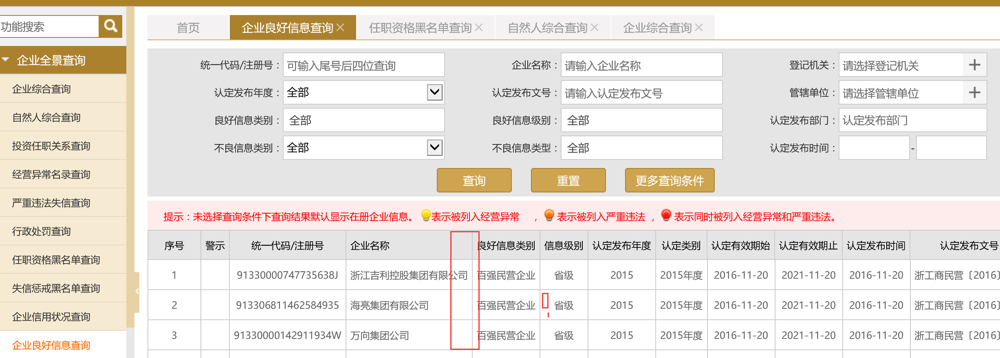 功能搜索
首页 企业良好信息查询 任职资格黑名单查询 自然人综合查询 企业综合查询
企业全景查询
企业综合查询
自然人综合查询
投资任职关系查询
经营异常名录查询
严重违法失信查询
行政处罚查询
任职资格黑名单查询
失信惩戒黑名单查询
企业信用状况查询
企业良好信息查询
统一代码/注册号： 可输入尾号后四位查询 企业名称： 请输入企业名称 登记机关： 请选择登记机关 +
认定发布年度： 全部 认定发布文号： 请输入认定发布文号 管辖单位： 请选择管辖单位 +
良好信息类别： 全部 良好信息级别： 全部 认定发布部门： 认定发布部门
不良信息类别： 全部 不良信息类型： 全部 认定发布时间： -
查询 重置 更多查询条件
提示：未选择查询条件下查询结果默认显示在册企业信息。 表示被列入经营异常 ， 表示被列入严重违法 ， 表示同时被列入经营异常和严重违法。
序号 警示 统一代码/注册号 企业名称 良好信息类别 信息级别 认定发布年度 认定类别 认定有效期始 认定有效期止 认定发布时间 认定发布文号
1 91330000747735638J 浙江吉利控股集团有限公司 百强民营企业 省级 2015 2015年度 2016-11-20 2021-11-20 2016-11-20 浙工商民营〔2016〕
2 913306811462584935 海亮集团有限公司 百强民营企业 省级 2015 2015年度 2016-11-20 2021-11-20 2016-11-20 浙工商民营〔2016〕
3 91330000142911934W 万向集团公司 百强民营企业 省级 2015 2015年度 2016-11-20 2021-11-20 2016-11-20 浙工商民营〔2016〕